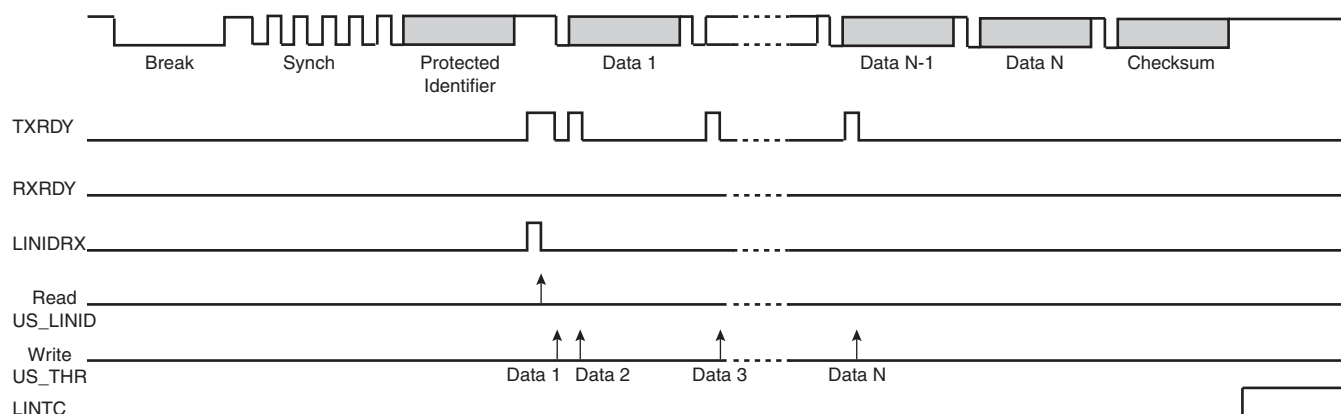 Break Synch Protected Identifier Data 1 Data N-1 Data N Checksum
TXRDY
RXRDY
LINIDRX
Read
US_LINID
Write
US_THR
Data 1 Data 2 Data 3 Data N
LINTC